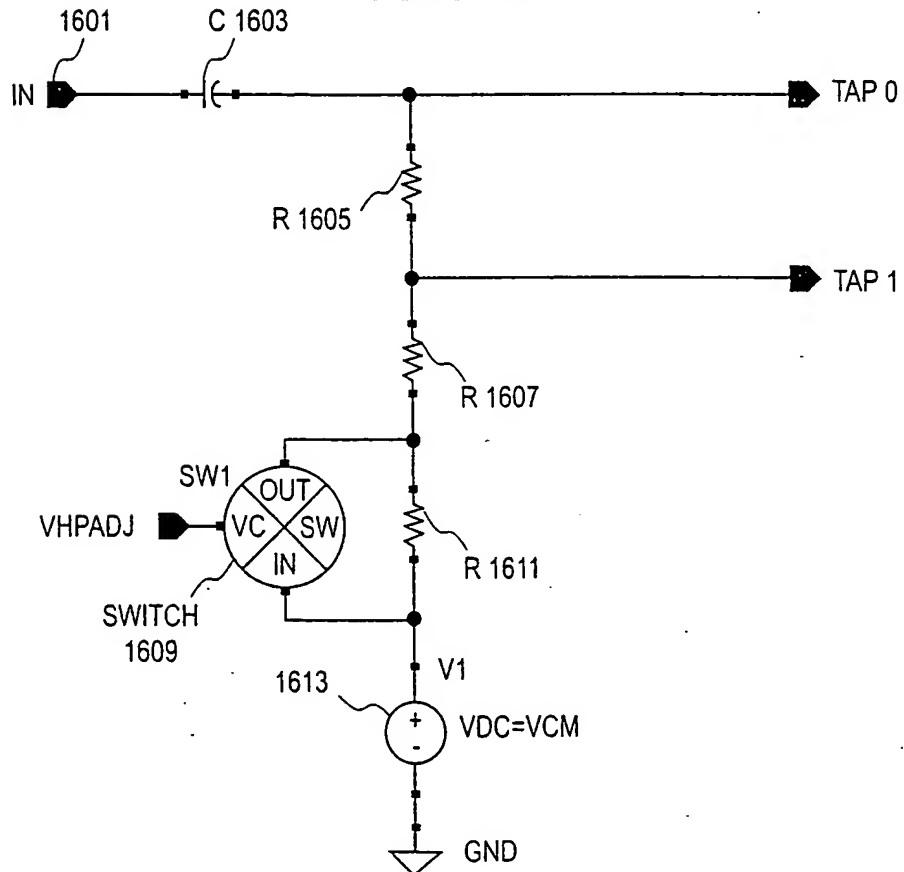 1601
C 1603
IN
TAP 0
R 1605
TAP 1
R 1607
SW1
OUT
VHPADJ
VC
SW
IN
R 1611
SWITCH
1609
V1
1613
+
-
VDC=VCM
GND